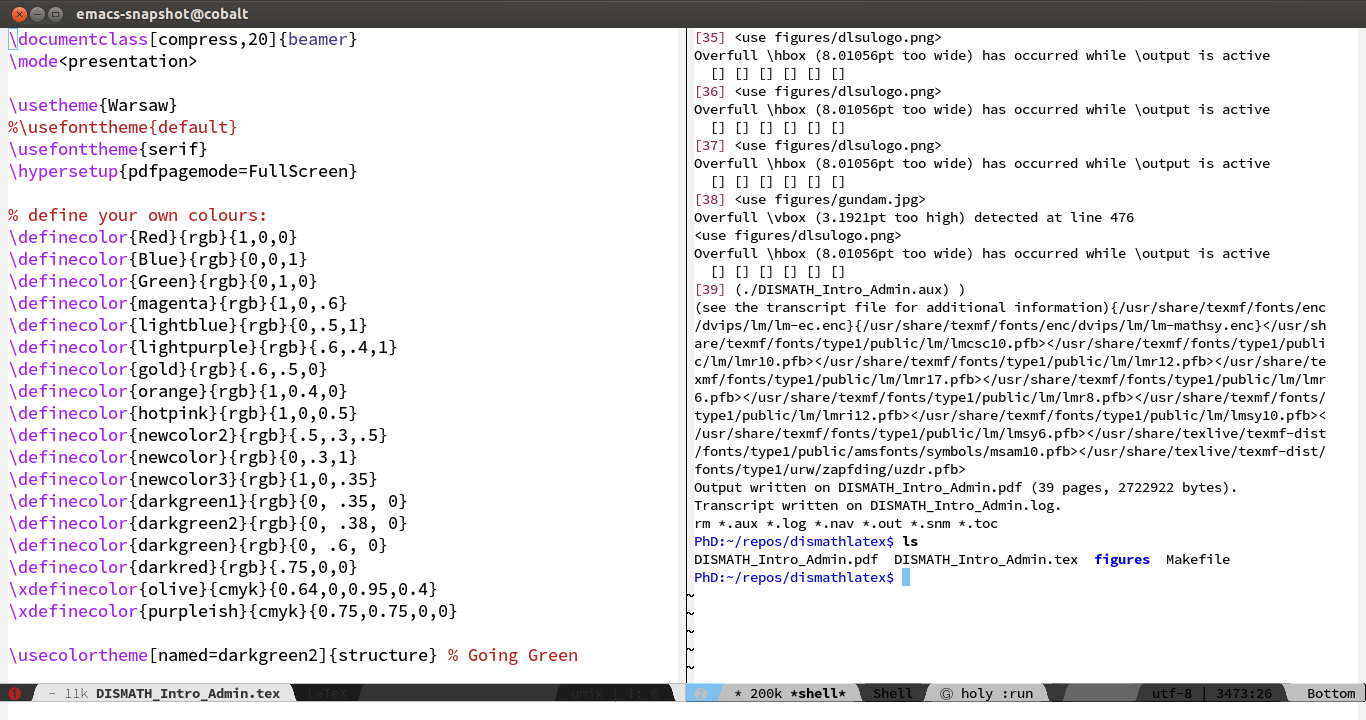 emacs-snapshot@cobalt
\documentclass[compress,20]{beamer}
\mode<presentation>
\usetheme{Warsaw}
%\usefonttheme{default}
\usefonttheme{serif}
\hypersetup{pdfpagemode=FullScreen}
% define your own colours:
\definecolor{Red}{rgb}{1,0,0}
\definecolor{Blue}{rgb}{0,0,1}
\definecolor{Green}{rgb}{0,1,0}
\definecolor{magenta}{rgb}{1,0,.6}
\definecolor{lightblue}{rgb}{0,.5,1}
\definecolor{lightpurple}{rgb}{.6,.4,1}
\definecolor{gold}{rgb}{.6,.5,0}
\definecolor{orange}{rgb}{1,0.4,0}
\definecolor{hotpink}{rgb}{1,0,0.5}
\definecolor{newcolor2}{rgb}{.5,.3,.5}
\definecolor{newcolor}{rgb}{0,.3,1}
\definecolor{newcolor3}{rgb}{1,0,.35}
\definecolor{darkgreen1}{rgb}{0, .35, 0}
\definecolor{darkgreen2}{rgb}{0, .38, 0}
\definecolor{darkgreen}{rgb}{0, .6, 0}
\definecolor{darkred}{rgb}{.75,0,0}
\xdefinecolor{olive}{cmyk}{0.64,0,0.95,0.4}
\xdefinecolor{purpleish}{cmyk}{0.75,0.75,0,0}
\usecolortheme[named=darkgreen2]{structure} % Going Green
- 11k DISMATH_Intro_Admin.tex LaTeX unix | 1: 0
[35] <use figures/dlsulogo.png>
Overfull \hbox (8.01056pt too wide) has occurred while \output is active
[] [] [] [] [] []
[36] <use figures/dlsulogo.png>
Overfull \hbox (8.01056pt too wide) has occurred while \output is active
[] [] [] [] [] []
[37] <use figures/dlsulogo.png>
Overfull \hbox (8.01056pt too wide) has occurred while \output is active
[] [] [] [] [] []
[38] <use figures/gundam.jpg>
Overfull \vbox (3.1921pt too high) detected at line 476
<use figures/dlsulogo.png>
Overfull \hbox (8.01056pt too wide) has occurred while \output is active
[] [] [] [] [] []
[39] (./DISMATH_Intro_Admin.aux) )
(see the transcript file for additional information){/usr/share/texmf/fonts/enc
/dvips/lm/lm-ec.enc}{/usr/share/texmf/fonts/enc/dvips/lm/lm-mathsy.enc}</usr/sh
are/texmf/fonts/type1/public/lm/lmcsc10.pfb></usr/share/texmf/fonts/type1/publi
c/lm/lmr10.pfb></usr/share/texmf/fonts/type1/public/lm/lmr12.pfb></usr/share/te
xmf/fonts/type1/public/lm/lmr17.pfb></usr/share/texmf/fonts/type1/public/lm/lmr
6.pfb></usr/share/texmf/fonts/type1/public/lm/lmr8.pfb></usr/share/texmf/fonts/
type1/public/lm/lmri12.pfb></usr/share/texmf/fonts/type1/public/lm/lmsy10.pfb><
/usr/share/texmf/fonts/type1/public/lm/lmsy6.pfb></usr/share/texlive/texmf-dist
/fonts/type1/public/amsfonts/symbols/msam10.pfb></usr/share/texlive/texmf-dist/
fonts/type1/urw/zapfding/uzdr.pfb>
Output written on DISMATH_Intro_Admin.pdf (39 pages, 2722922 bytes).
Transcript written on DISMATH_Intro_Admin.log.
rm *.aux *.log *.nav *.out *.snm *.toc
PhD:~/repos/dismathlatex$ ls
DISMATH_Intro_Admin.pdf  DISMATH_Intro_Admin.tex  figures  Makefile
PhD:~/repos/dismathlatex$
~
~
~
~
~
❷ * 200k *shell* Shell Ⓖ holy :run utf-8 | 3473:26 Bottom